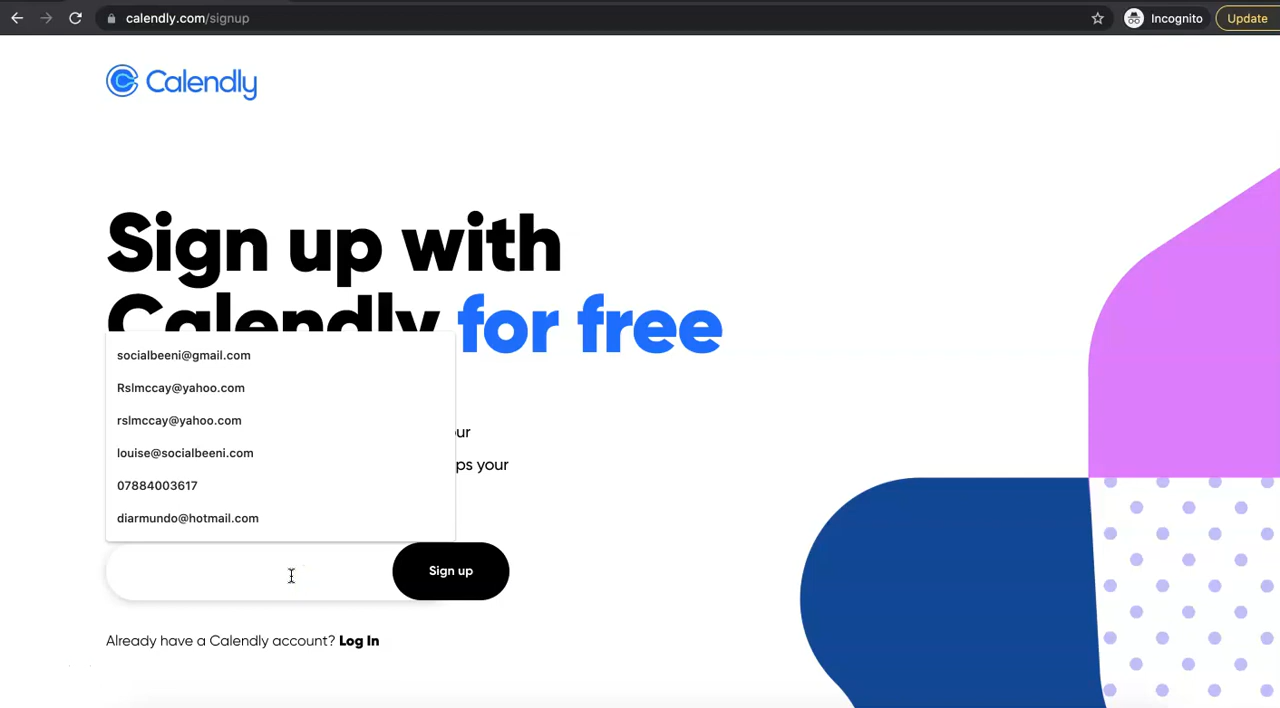 calendly.com/signup
Incognito
Update
Calendly
Sign up with
Calendly for free
socialbeeni@gmail.com
Rslmccay@yahoo.com
rslmccay@yahoo.com
louise@socialbeeni.com
07884003617
diarmundo@hotmail.com
your
Sign up
Already have a Calendly account? Log In